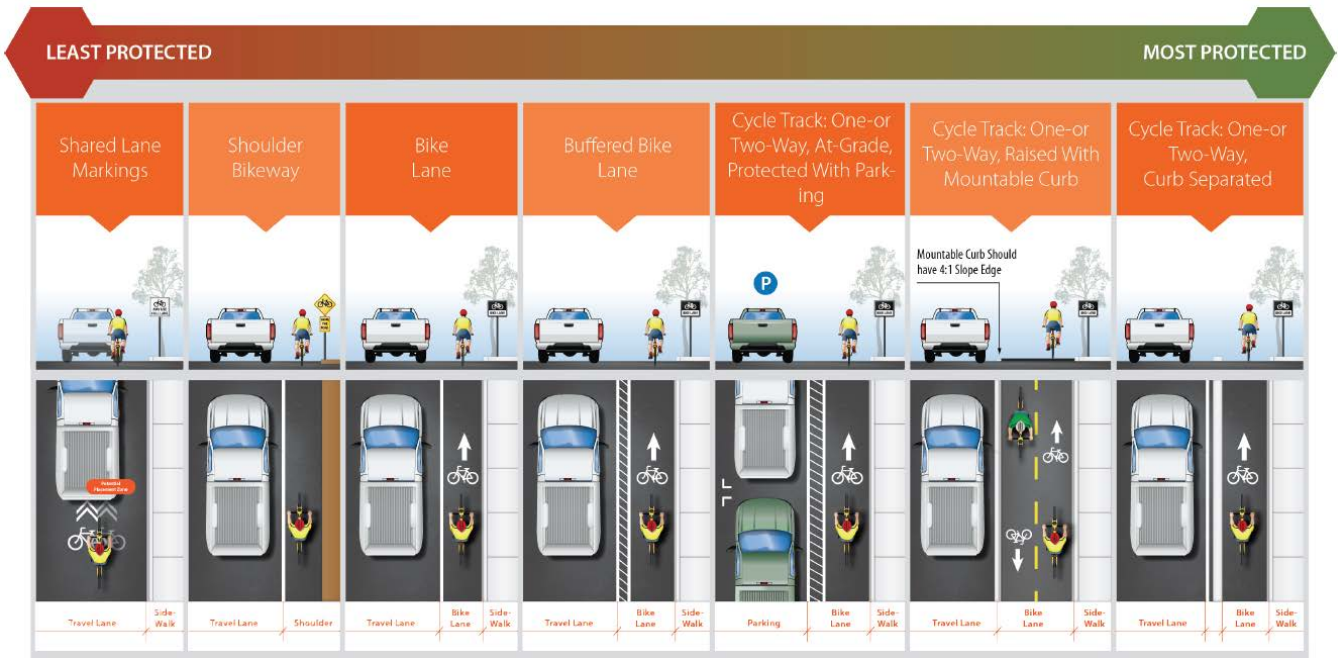 LEAST PROTECTED
MOST PROTECTED
Shared Lane
Markings
Shoulder
Bikeway
Bike
Lane
Buffered Bike
Lane
Cycle Track: One-or
Two-Way, At-Grade,
Protected With Park-
ing
Cycle Track: One-or
Two-Way, Raised With
Mountable Curb
Cycle Track: One-or
Two-Way,
Curb Separated
P
Mountable Curb Should
have 4:1 Slope Edge
Potential
Placement Zone
Travel Lane
Side-
Walk
Travel Lane
Shoulder
Travel Lane
Bike
Lane
Side-
Walk
Travel Lane
Bike
Lane
Side-
Walk
Parking
Bike
Lane
Side-
Walk
Travel Lane
Bike
Lane
Side-
Walk
Travel Lane
Bike
Lane
Side-
Walk